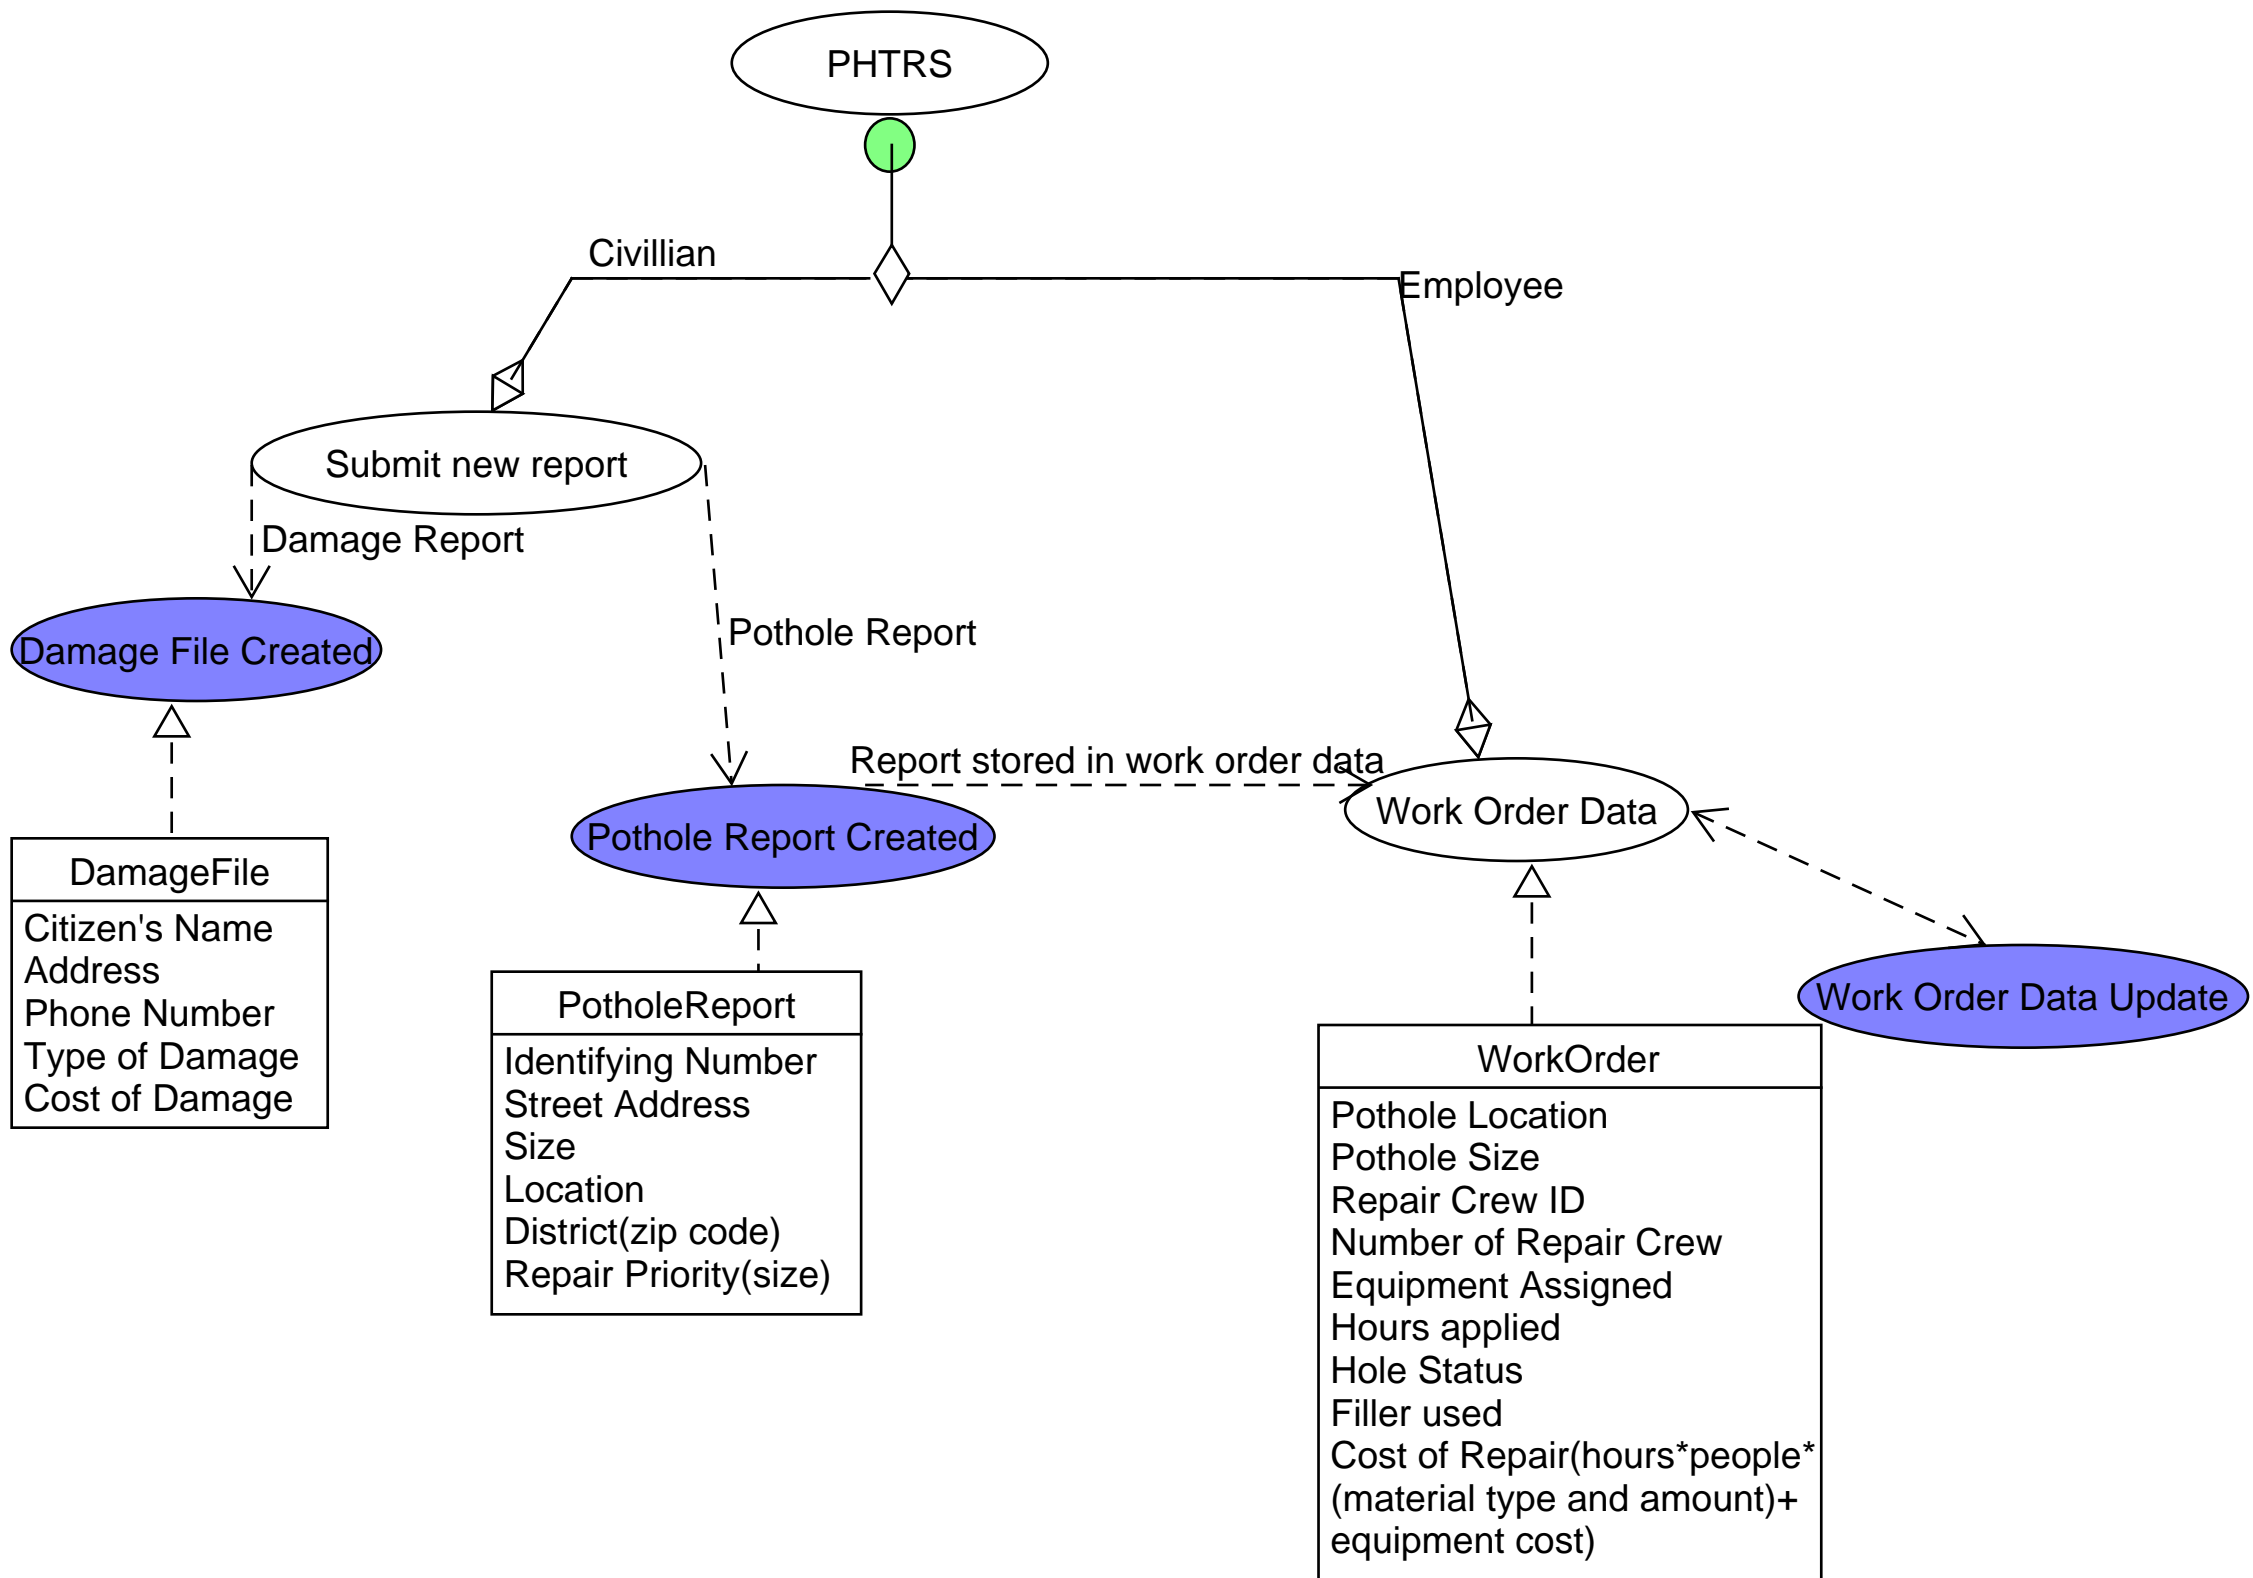 PHTRS
Civillian
Employee
Submit new report
Damage Report
Damage File Created
Pothole Report
Report stored in work order data
Pothole Report Created
Work Order Data
Work Order Data Update
DamageFile
Citizen's Name
Address
Phone Number
Type of Damage
Cost of Damage
PotholeReport
Identifying Number
Street Address
Size
Location
District(zip code)
Repair Priority(size)
WorkOrder
Pothole Location
Pothole Size
Repair Crew ID
Number of Repair Crew
Equipment Assigned
Hours applied
Hole Status
Filler used
Cost of Repair(hours*people*
(material type and amount)+
equipment cost)